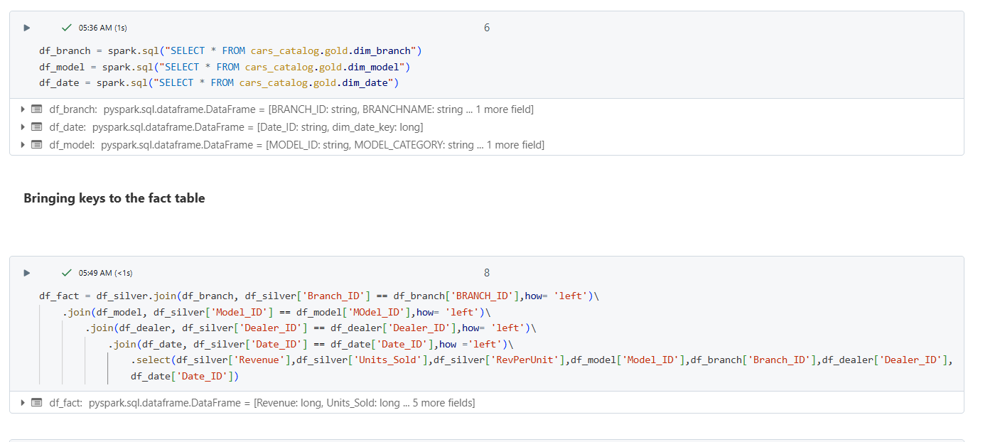 05:36 AM (1s)
6
df_branch = spark.sql("SELECT * FROM cars_catalog.gold.dim_branch")
df_model = spark.sql("SELECT * FROM cars_catalog.gold.dim_model")
df_date = spark.sql("SELECT * FROM cars_catalog.gold.dim_date")
df_branch: pyspark.sql.dataframe.DataFrame = [BRANCH_ID: string, BRANCHNAME: string ... 1 more field]
df_date: pyspark.sql.dataframe.DataFrame = [Date_ID: string, dim_date_key: long]
df_model: pyspark.sql.dataframe.DataFrame = [MODEL_ID: string, MODEL_CATEGORY: string ... 1 more field]
Bringing keys to the fact table
05:49 AM (<1s)
8
df_fact = df_silver.join(df_branch, df_silver['Branch_ID'] == df_branch['BRANCH_ID'],how= 'left')\
.join(df_model, df_silver['Model_ID'] == df_model['MOdel_ID'],how= 'left')\
.join(df_dealer, df_silver['Dealer_ID'] == df_dealer['Dealer_ID'],how= 'left')\
.join(df_date, df_silver['Date_ID'] == df_date['Date_ID'],how ='left')\
.select(df_silver['Revenue'],df_silver['Units_Sold'],df_silver['RevPerUnit'],df_model['Model_ID'],df_branch['Branch_ID'],df_dealer['Dealer_ID'],
df_date['Date_ID'])
df_fact: pyspark.sql.dataframe.DataFrame = [Revenue: long, Units_Sold: long ... 5 more fields]